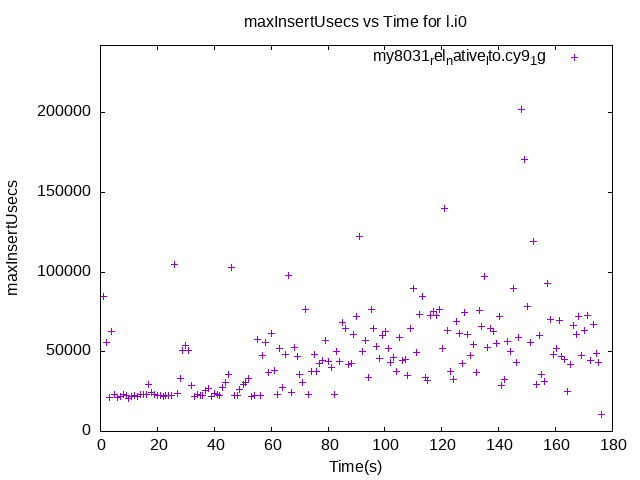 maxInsertUsecs vs Time for l.i0
my8031relnativelto.cy91g
200000
150000
100000
50000
0
maxInsertUsecs
0 20 40 60 80 100 120 140 160 180
Time(s)